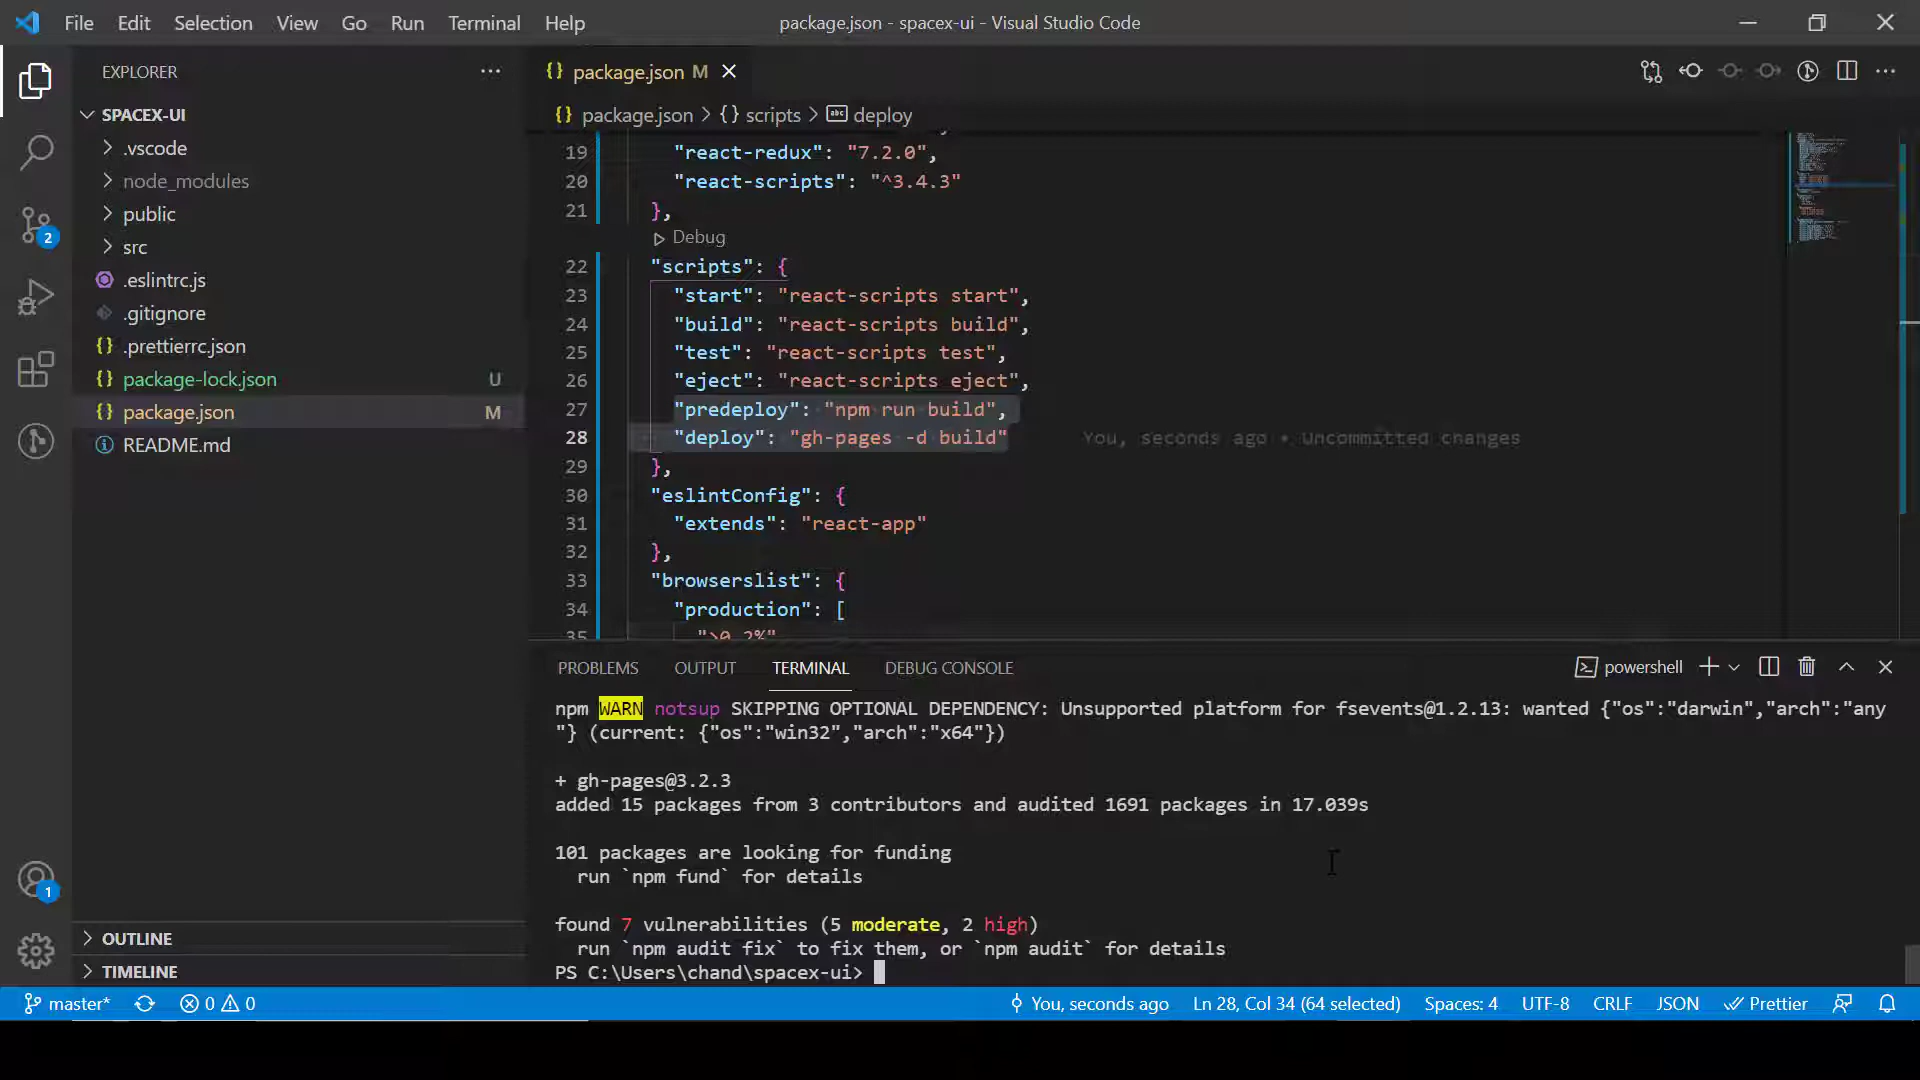 File Edit Selection View Go Run Terminal Help
package.json - spacex-ui - Visual Studio Code
EXPLORER
SPACEX-UI
.vscode
node_modules
public
src
.eslintrc.js
.gitignore
.prettierrc.json
package-lock.json U
package.json M
README.md
OUTLINE
TIMELINE
2
1
package.json M
package.json > {} scripts > abc deploy
19 "react-redux": "7.2.0",
20 "react-scripts": "^3.4.3"
21 },
Debug
22 "scripts": {
23 "start": "react-scripts start",
24 "build": "react-scripts build",
25 "test": "react-scripts test",
26 "eject": "react-scripts eject",
27 "predeploy": "npm run build",
28 "deploy": "gh-pages -d build" You, seconds ago • Uncommitted changes
29 },
30 "eslintConfig": {
31 "extends": "react-app"
32 },
33 "browserslist": {
34 "production": [
35 ">0.2%"
PROBLEMS OUTPUT TERMINAL DEBUG CONSOLE
powershell
npm WARN notsup SKIPPING OPTIONAL DEPENDENCY: Unsupported platform for fsevents@1.2.13: wanted {"os":"darwin","arch":"any
"} (current: {"os":"win32","arch":"x64"})
+ gh-pages@3.2.3
added 15 packages from 3 contributors and audited 1691 packages in 17.039s
101 packages are looking for funding
run `npm fund` for details
found 7 vulnerabilities (5 moderate, 2 high)
run `npm audit fix` to fix them, or `npm audit` for details
PS C:\Users\chand\spacex-ui>
master* 0 0 You, seconds ago Ln 28, Col 34 (64 selected) Spaces: 4 UTF-8 CRLF JSON Prettier